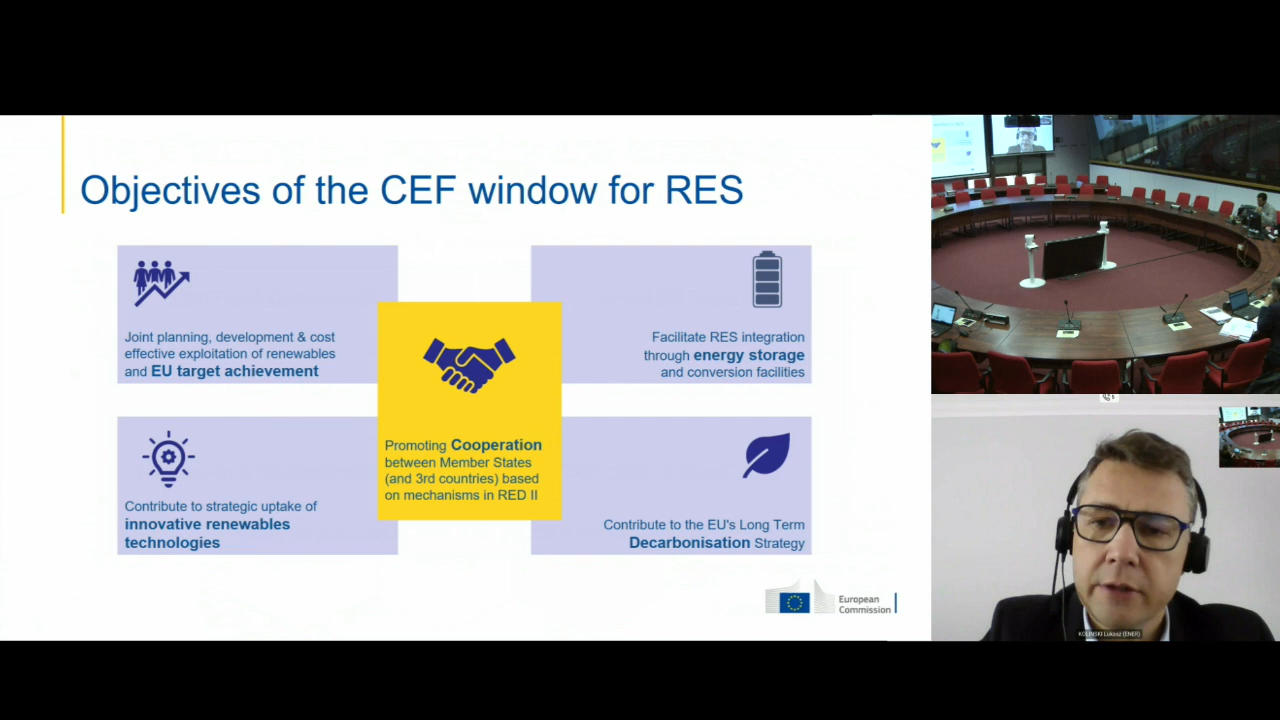 Objectives of the CEF window for RES
Joint planning, development & cost
effective exploitation of renewables
and EU target achievement
Facilitate RES integration
through energy storage
and conversion facilities
Promoting Cooperation
between Member States
(and 3rd countries) based
on mechanisms in RED II
Contribute to strategic uptake of
innovative renewables
technologies
Contribute to the EU's Long Term
Decarbonisation Strategy
European
Commission
KOLINSKI Lukasz (ENER)